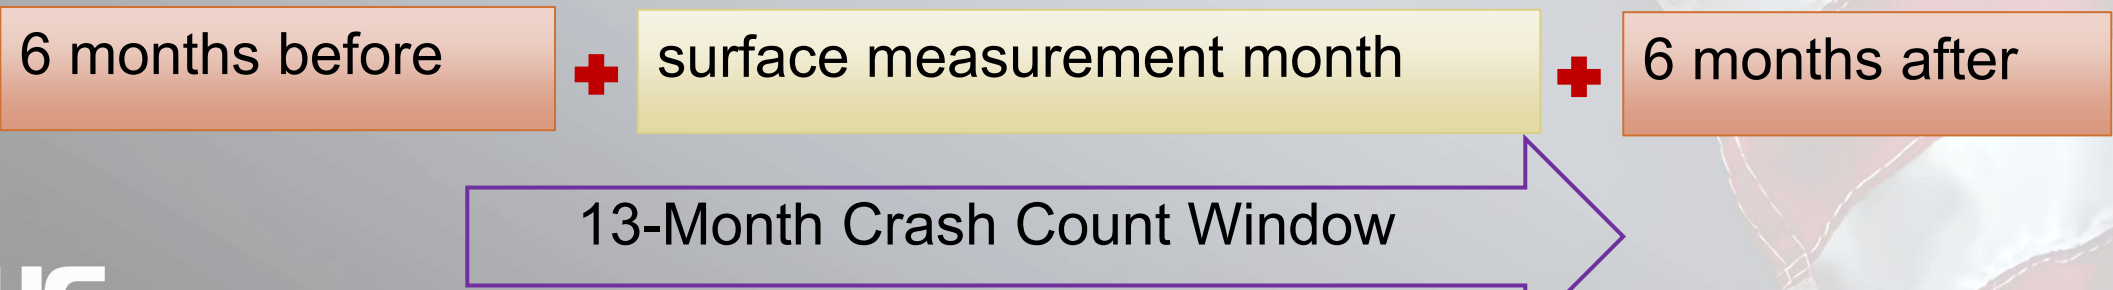 6 months before
surface measurement month
6 months after
13-Month Crash Count Window